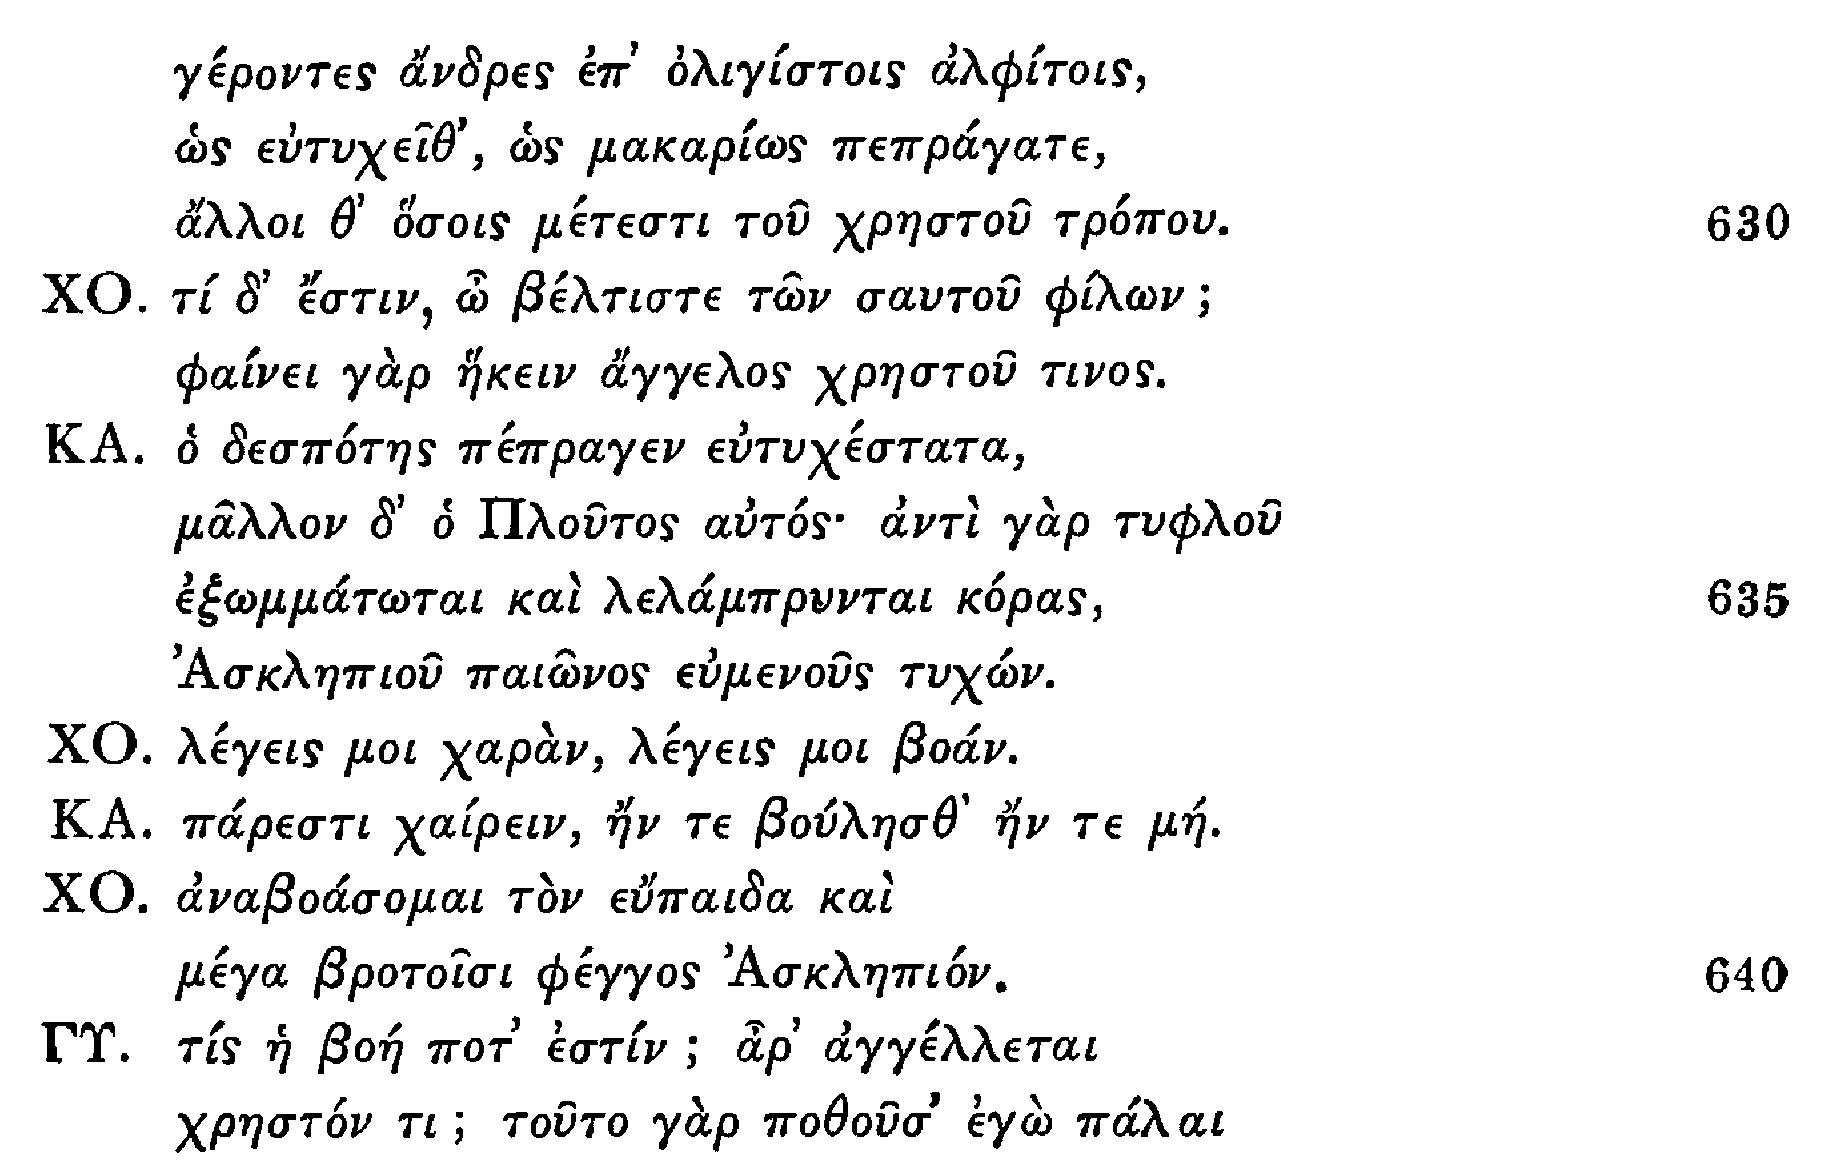 γέροντες ἄνδρες ἐπ’ ὀλιγίστοις ἀλφίτοις,
ὡς εὐτυχεῖθ’, ὡς μακαρίως πεπράγατε,
ἄλλοι θ’ ὅσοις μέτεστι τοῦ χρηστοῦ τρόπου. 630
ΧΟ. τί δ’ ἔστιν, ὦ βέλτιστε τῶν σαυτοῦ φίλων ;
φαίνει γὰρ ἥκειν ἄγγελος χρηστοῦ τινος.
ΚΑ. ὁ δεσπότης πέπραγεν εὐτυχέστατα,
μᾶλλον δ’ ὁ Πλοῦτος αὐτός· ἀντὶ γὰρ τυφλοῦ
ἐξωμμάτωται καὶ λελάμπρυνται κόρας, 635
Ἀσκληπιοῦ παιῶνος εὐμενοῦς τυχών.
ΧΟ. λέγεις μοι χαρὰν, λέγεις μοι βοάν.
ΚΑ. πάρεστι χαίρειν, ἤν τε βούλησθ’ ἤν τε μή.
ΧΟ. ἀναβοάσομαι τὸν εὔπαιδα καὶ
μέγα βροτοῖσι φέγγος Ἀσκληπιόν. 640
ΓΥ. τίς ἡ βοή ποτ’ ἐστίν ; ἆρ’ ἀγγέλλεται
χρηστόν τι ; τοῦτο γὰρ ποθοῦσ’ ἐγὼ πάλαι